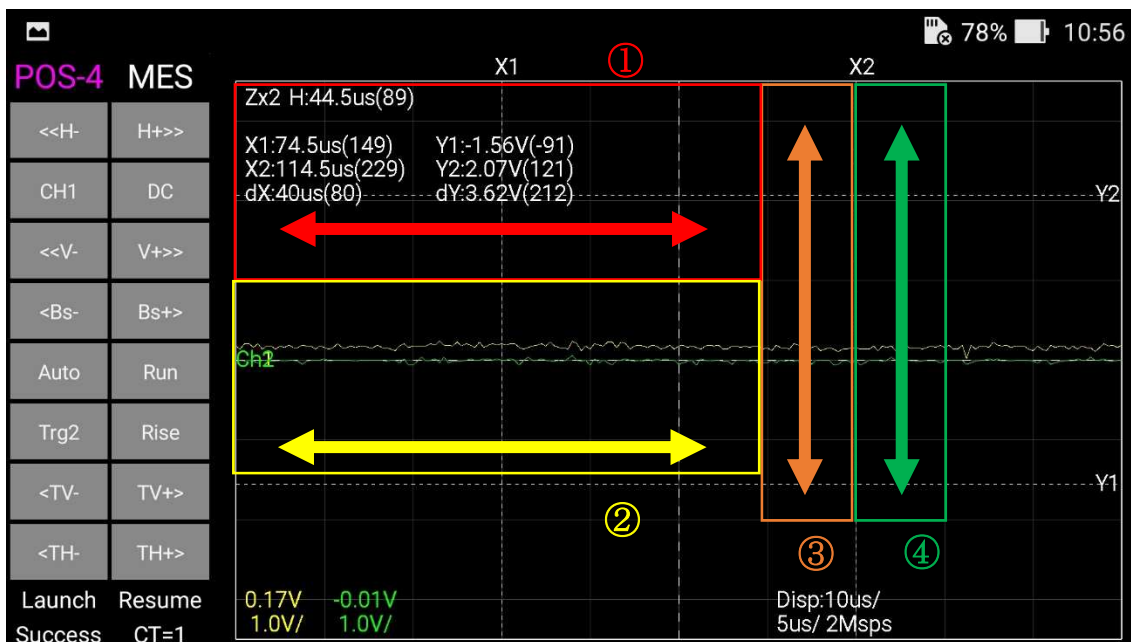 78% 10:56
POS-4 MES
X1 ① X2
<<H- H+>>
CH1 DC
<<V- V+>>
<Bs- Bs+>
Auto Run
Trg2 Rise
<TV- TV+>
<TH- TH+>
Launch Resume
Success CT=1
Zx2 H:44.5us(89)
X1:74.5us(149) Y1:-1.56V(-91)
X2:114.5us(229) Y2:2.07V(121)
dX:40us(80) dY:3.62V(212)
Y2
Y1
②
③ ④
0.17V -0.01V
1.0V/ 1.0V/
Disp:10us/
5us/ 2Msps